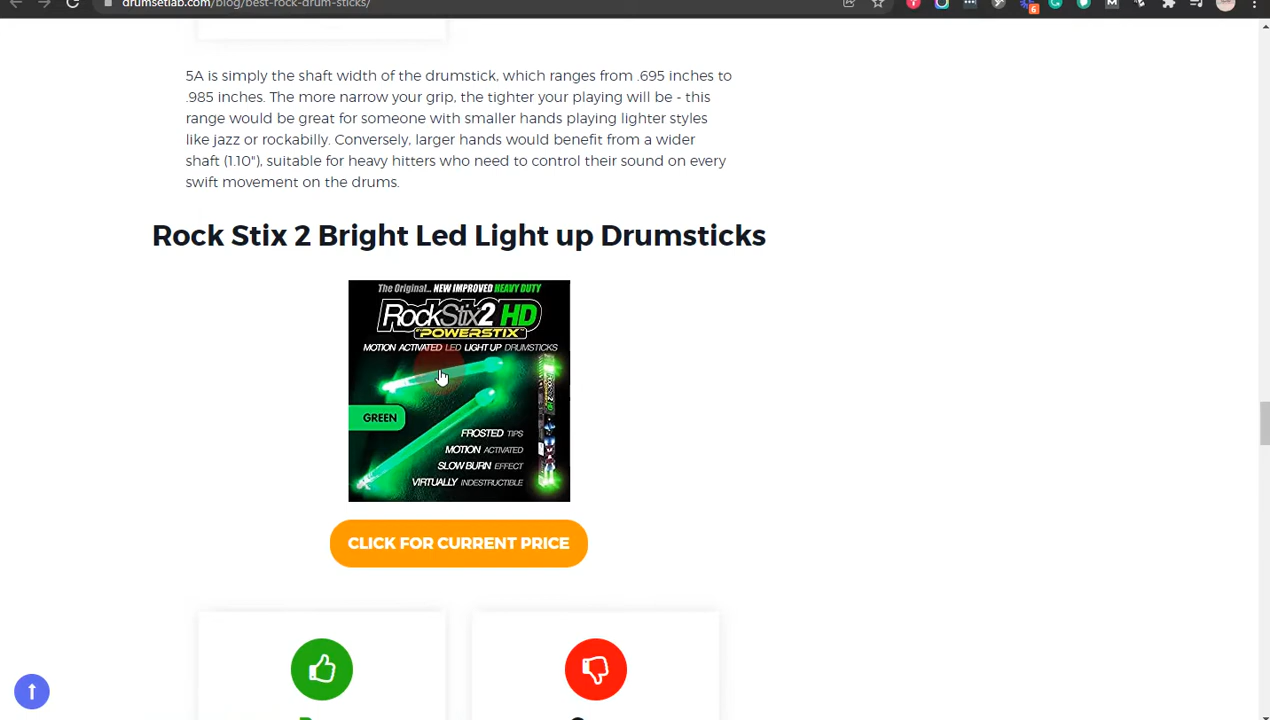 drumsetlab.com/blog/best-rock-drum-sticks/
6
M
5A is simply the shaft width of the drumstick, which ranges from .695 inches to
.985 inches. The more narrow your grip, the tighter your playing will be - this
range would be great for someone with smaller hands playing lighter styles
like jazz or rockabilly. Conversely, larger hands would benefit from a wider
shaft (1.10"), suitable for heavy hitters who need to control their sound on every
swift movement on the drums.
Rock Stix 2 Bright Led Light up Drumsticks
The Original... NEW IMPROVED HEAVY DUTY
RockStix2 HD
POWERSTIX
MOTION ACTIVATED LED LIGHT UP DRUMSTICKS
GREEN
FROSTED TIPS
MOTION ACTIVATED
SLOW BURN EFFECT
VIRTUALLY INDESTRUCTIBLE
CLICK FOR CURRENT PRICE